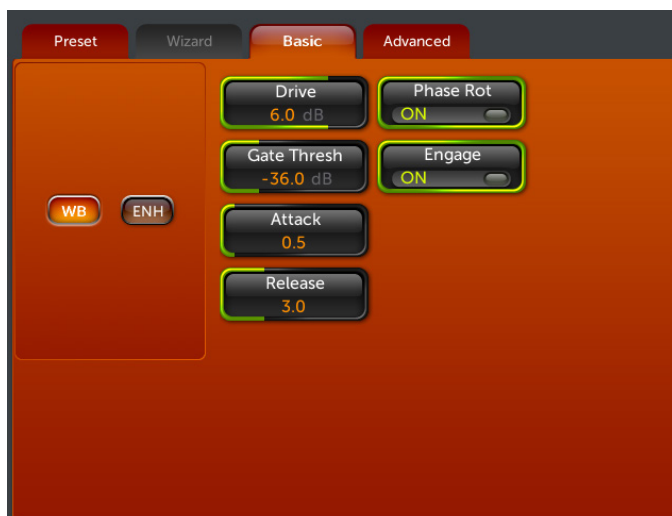 Preset Wizard Basic Advanced
Drive Phase Rot
6.0 dB ON
Gate Thresh Engage
-36.0 dB ON
WB ENH
Attack
0.5
Release
3.0